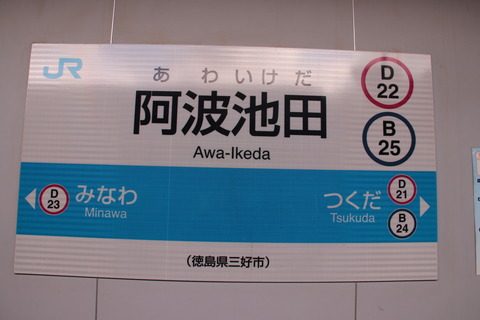 JR
あわいけだ
阿波池田
Awa-Ikeda
D
22
B
25
D
23
みなわ
Minawa
つくだ
Tsukuda
D
21
B
24
(徳島県三好市)